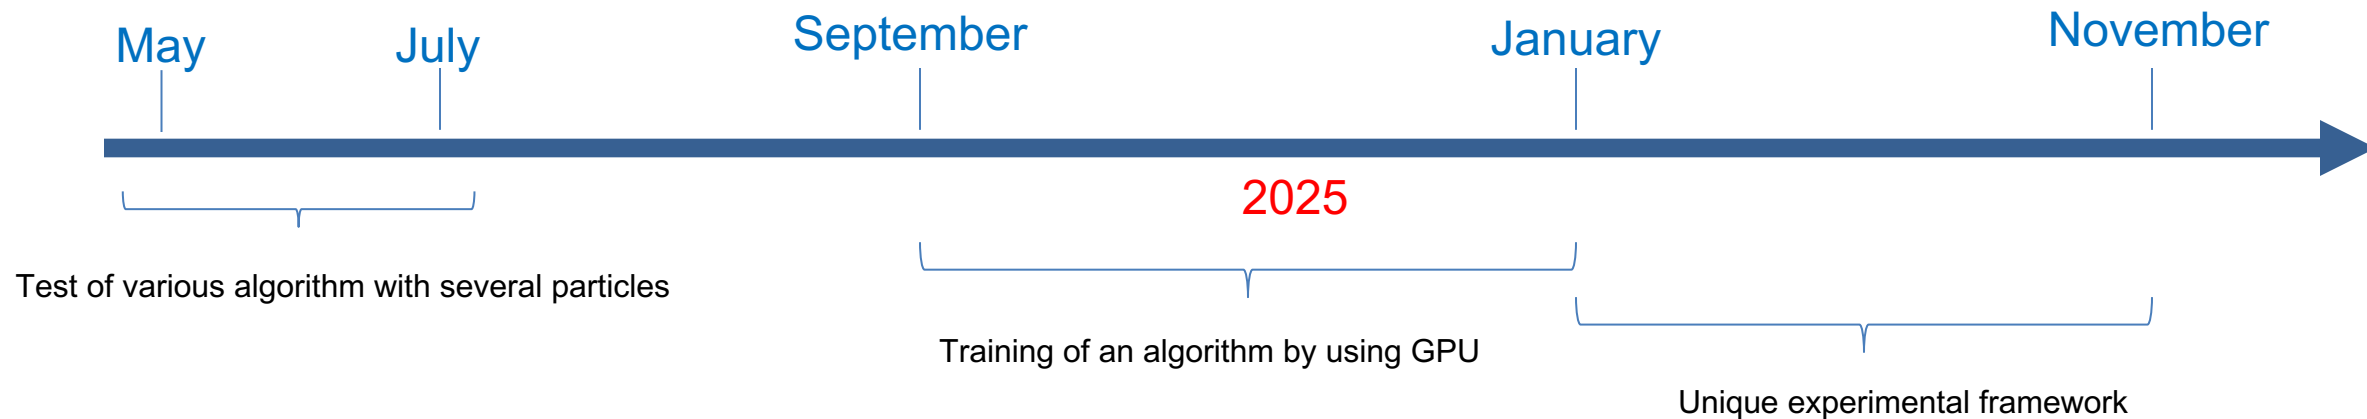 May
July
September
January
November
2025
Test of various algorithm with several particles
Training of an algorithm by using GPU
Unique experimental framework